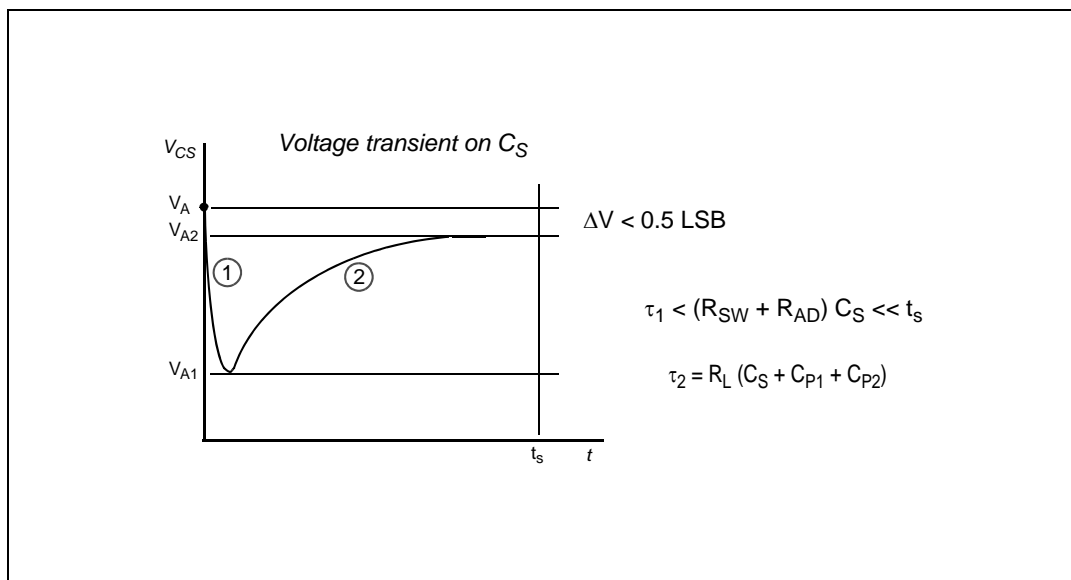 Voltage transient on CS
VCS
VA
VA2
ΔV < 0.5 LSB
1
2
τ1 < (RSW + RAD) CS << ts
VA1
τ2 = RL (CS + CP1 + CP2)
ts
t